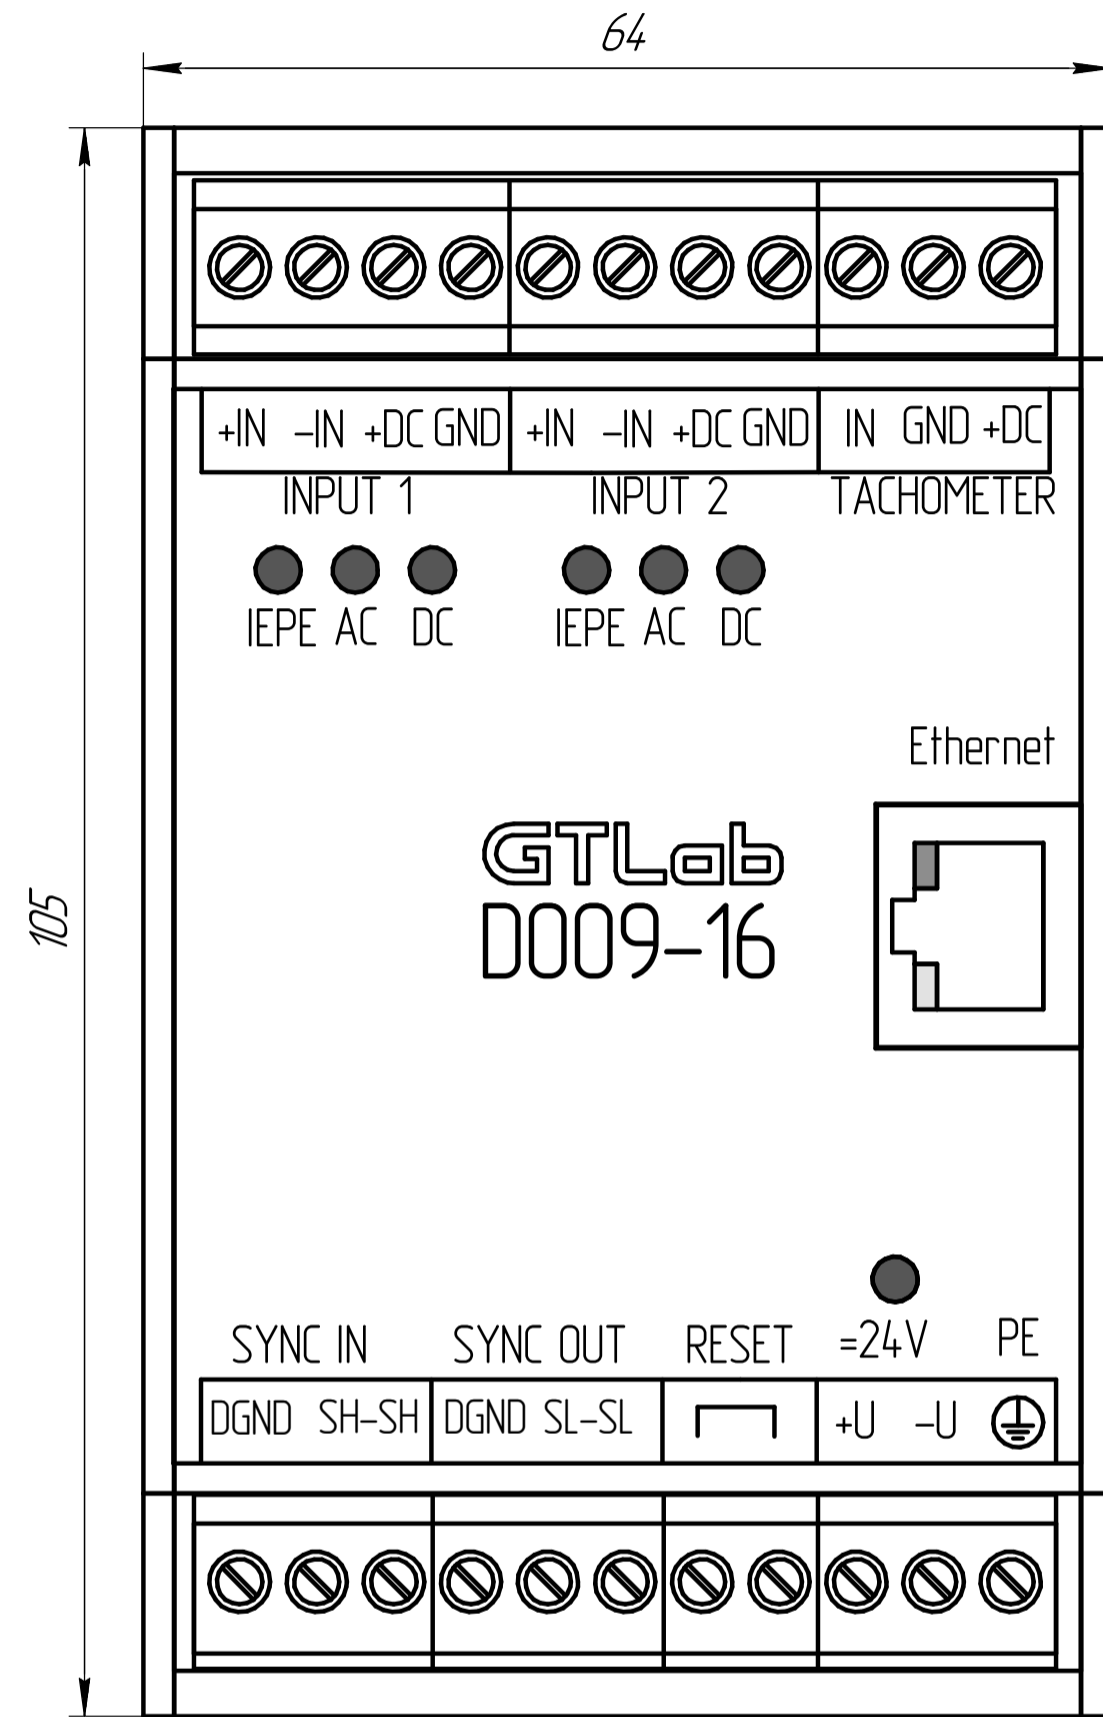 64
+IN -IN +DC GND +IN -IN +DC GND IN GND +DC
INPUT 1 INPUT 2 TACHOMETER
IEPE AC DC IEPE AC DC
Ethernet
GTLab
D009-16
105
SYNC IN SYNC OUT RESET =24V PE
DGND SH-SH DGND SL-SL +U -U